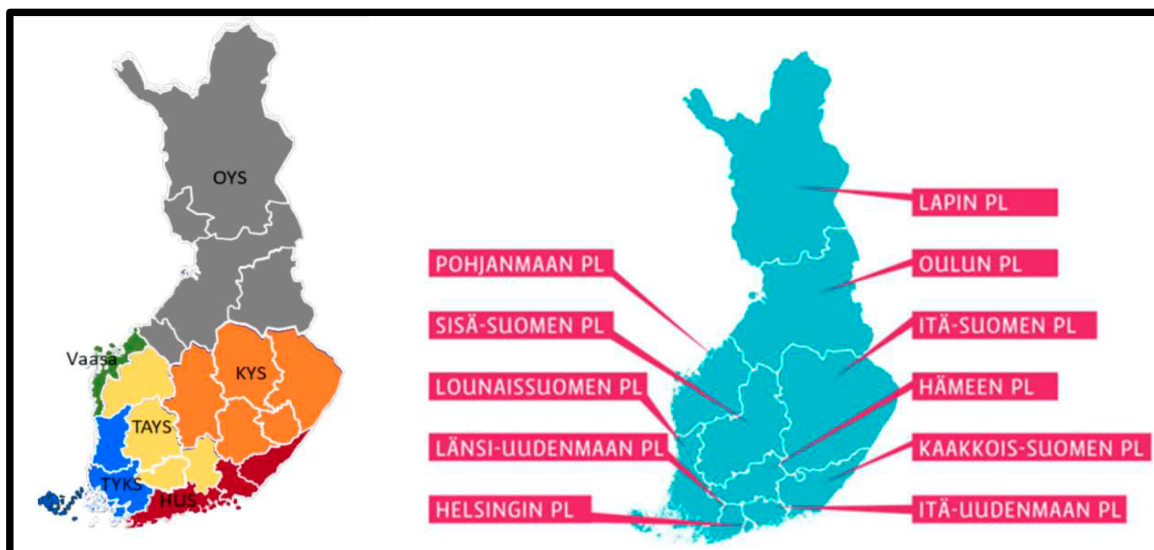 OYS
Vaasa
KYS
TAYS
TYKS
HUS
POHJANMAAN PL
SISÄ-SUOMEN PL
LOUNAISSUOMEN PL
LÄNSI-UUDENMAAN PL
HELSINGIN PL
LAPIN PL
OULUN PL
ITÄ-SUOMEN PL
HÄMEEN PL
KAAKKOIS-SUOMEN PL
ITÄ-UUDENMAAN PL